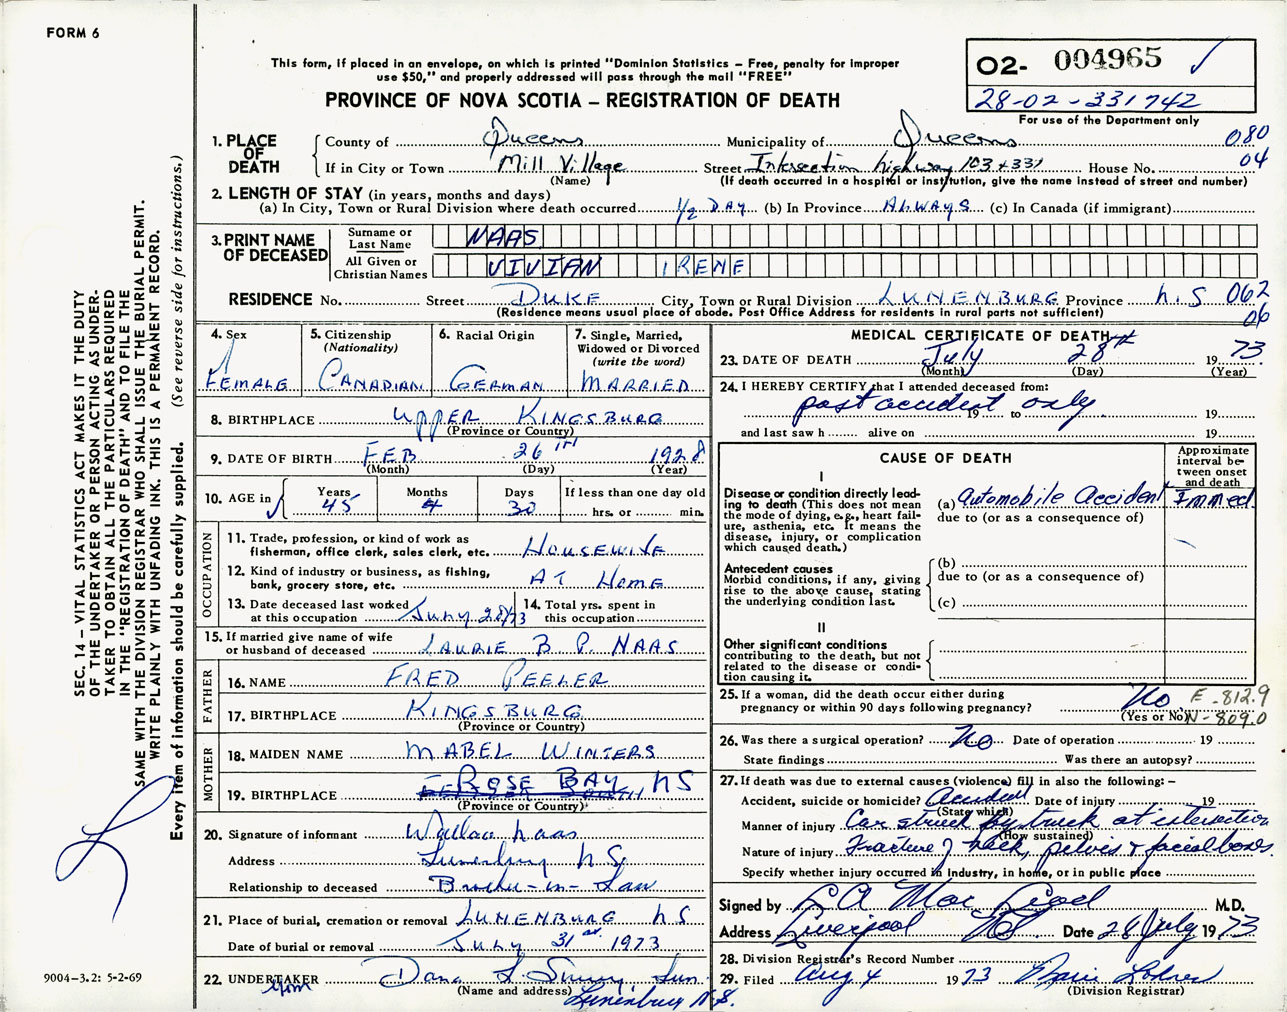 FORM 6
This form, if placed in an envelope, on which is printed "Dominion Statistics – Free, penalty for improper
use $50," and properly addressed will pass through the mail "FREE"
PROVINCE OF NOVA SCOTIA – REGISTRATION OF DEATH
02- 004965 ✓
28-02-331742
For use of the Department only
SEC. 14 – VITAL STATISTICS ACT MAKES IT THE DUTY
OF THE UNDERTAKER OR PERSON ACTING AS UNDER-
TAKER TO OBTAIN ALL THE PARTICULARS REQUIRED
IN THE "REGISTRATION OF DEATH" AND TO FILE THE
SAME WITH THE DIVISION REGISTRAR WHO SHALL ISSUE THE BURIAL PERMIT.
WRITE PLAINLY WITH UNFADING INK. THIS IS A PERMANENT RECORD.
Every item of information should be carefully supplied. (See reverse side for instructions.)
1. PLACE OF DEATH
County of Queens Municipality of Queens 080
If in City or Town Mill Village Street Intersection highway 103 + 331 House No. 04
(Name) (If death occurred in a hospital or institution, give the name instead of street and number)
2. LENGTH OF STAY (in years, months and days)
(a) In City, Town or Rural Division where death occurred 1/2 DAY (b) In Province ALWAYS (c) In Canada (if immigrant)
3. PRINT NAME OF DECEASED
Surname or Last Name NAAS
All Given or Christian Names VIVIAN IRENE
RESIDENCE No. Street DUKE City, Town or Rural Division LUNENBURG Province N.S 062
(Residence means usual place of abode. Post Office Address for residents in rural parts not sufficient) 06
4. Sex FEMALE
5. Citizenship (Nationality) CANADIAN
6. Racial Origin GERMAN
7. Single, Married, Widowed or Divorced (write the word) MARRIED
8. BIRTHPLACE UPPER KINGSBURG
(Province or Country)
9. DATE OF BIRTH FEB 26TH 1928
(Month) (Day) (Year)
10. AGE in Years 45 Months 4 Days 30 If less than one day old hrs. or min.
OCCUPATION
11. Trade, profession, or kind of work as fisherman, office clerk, sales clerk, etc. HOUSEWIFE
12. Kind of industry or business, as fishing, bank, grocery store, etc. AT HOME
13. Date deceased last worked at this occupation JULY 28/73 14. Total yrs. spent in this occupation
15. If married give name of wife or husband of deceased LAURIE B P. NAAS
FATHER
16. NAME FRED PEELER
17. BIRTHPLACE KINGSBURG
(Province or Country)
MOTHER
18. MAIDEN NAME MABEL WINTERS
19. BIRTHPLACE ROSE BAY NS
(Province or Country)
20. Signature of informant Wallace Naas
Address Lunenburg N.S.
Relationship to deceased Brother-in-Law
21. Place of burial, cremation or removal LUNENBURG NS
Date of burial or removal JULY 31st 1973
22. UNDERTAKER Dana L. Sweeny
(Name and address) Lunenburg N.S.
9004-3.2: 5-2-69
MEDICAL CERTIFICATE OF DEATH
23. DATE OF DEATH July 28th 1973
(Month) (Day) (Year)
24. I HEREBY CERTIFY that I attended deceased from:
post accident only 19 to 19
and last saw h alive on 19
CAUSE OF DEATH
Approximate interval between onset and death
I
Disease or condition directly leading to death (This does not mean the mode of dying, e.g., heart failure, asthenia, etc. It means the disease, injury, or complication which caused death.)
(a) Automobile Accident Immed
due to (or as a consequence of)
Antecedent causes
Morbid conditions, if any, giving rise to the above cause, stating the underlying condition last.
(b)
due to (or as a consequence of)
(c)
II
Other significant conditions
contributing to the death, but not related to the disease or condition causing it.
25. If a woman, did the death occur either during
pregnancy or within 90 days following pregnancy? No E-812.9
(Yes or No) N-809.0
26. Was there a surgical operation? No Date of operation 19
State findings Was there an autopsy?
27. If death was due to external causes (violence) fill in also the following: –
Accident, suicide or homicide? Accident Date of injury 19
(State which)
Manner of injury Car struck by truck at intersection
(How sustained)
Nature of injury Fracture of neck, pelvis & facial bones.
Specify whether injury occurred in industry, in home, or in public place
Signed by L A MacLeod M.D.
Address Liverpool NS Date 28 July 1973
28. Division Registrar's Record Number
29. Filed Aug 4 1973
(Division Registrar)